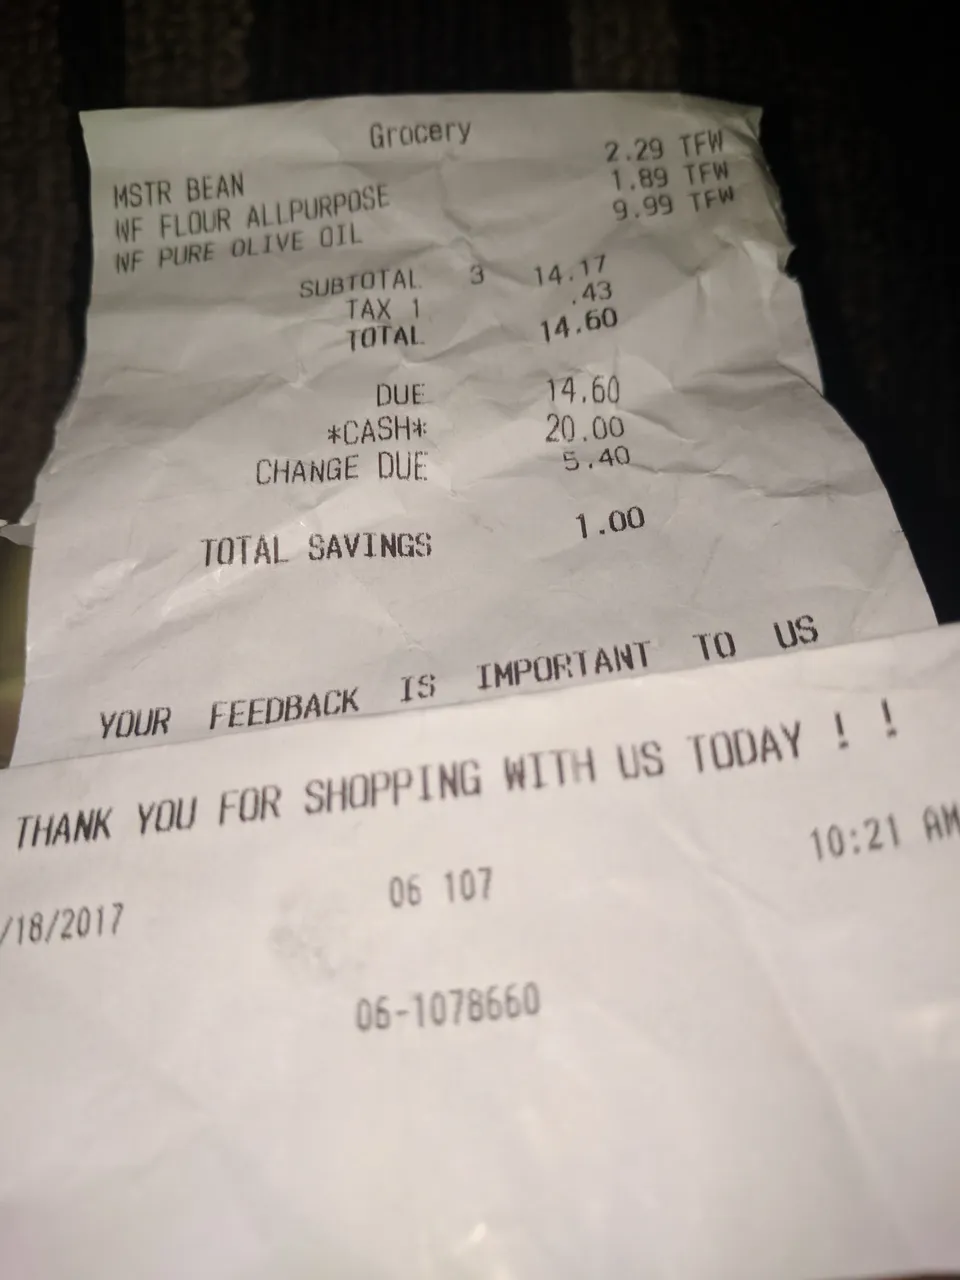 Grocery
MSTR BEAN 2.29 TFW
WF FLOUR ALLPURPOSE 1.89 TFW
WF PURE OLIVE OIL 9.99 TFW
SUBTOTAL 3 14.17
TAX 1 .43
TOTAL 14.60
DUE 14.60
*CASH* 20.00
CHANGE DUE 5.40
TOTAL SAVINGS 1.00
YOUR FEEDBACK IS IMPORTANT TO US
THANK YOU FOR SHOPPING WITH US TODAY ! !
/18/2017 06 107 10:21 AM
06-1078660